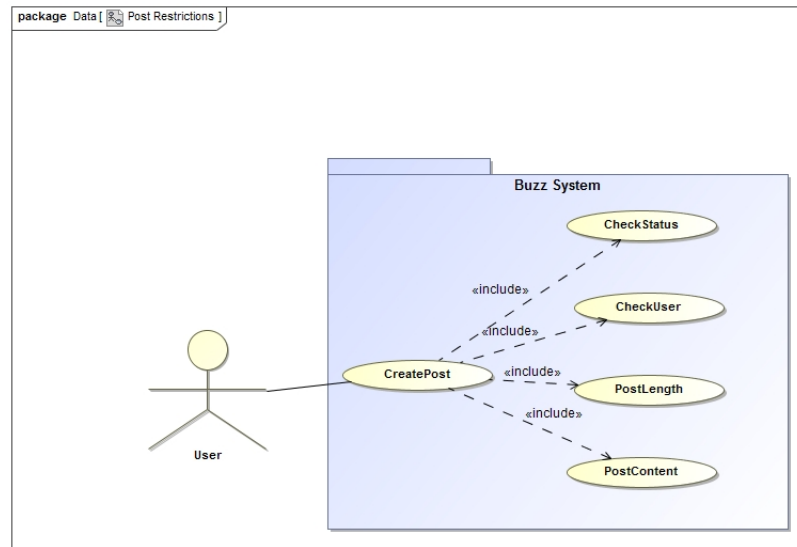 package Data [ Post Restrictions ]
Buzz System
CheckStatus
«include»
CheckUser
«include»
CreatePost
«include»
PostLength
«include»
User
PostContent